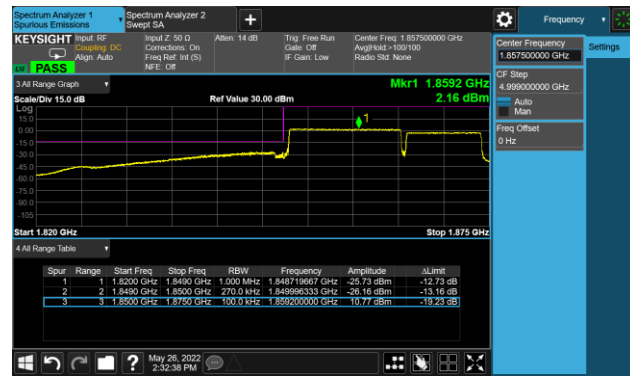 Spectrum Analyzer 1
Spurious Emissions
Spectrum Analyzer 2
Swept SA
Frequency
KEYSIGHT
Input: RF
Coupling: DC
Align: Auto
Input Z: 50 Ω
Corrections: On
Freq Ref: Int (S)
NFE: Off
Atten: 14 dB
Trig: Free Run
Gate: Off
IF Gain: Low
Center Freq: 1.857500000 GHz
Avg|Hold >100/100
Radio Std: None
PASS
Center Frequency
1.857500000 GHz
Settings
CF Step
4.999000000 GHz
Auto
Man
Freq Offset
0 Hz
3 All Range Graph
Mkr1 1.8592 GHz
Scale/Div 15.0 dB
Ref Value 30.00 dBm
2.16 dBm
Log
15.0
0.00
-15.0
-30.0
-45.0
-60.0
-75.0
-90.0
-105
1
Start 1.820 GHz
Stop 1.875 GHz
4 All Range Table
Spur Range Start Freq Stop Freq RBW Frequency Amplitude ΔLimit
1 1 1.8200 GHz 1.8490 GHz 1.000 MHz 1.848719667 GHz -25.73 dBm -12.73 dB
2 2 1.8490 GHz 1.8500 GHz 270.0 kHz 1.849996333 GHz -26.16 dBm -13.16 dB
3 3 1.8500 GHz 1.8750 GHz 100.0 kHz 1.859200000 GHz 10.77 dBm -19.23 dB
May 26, 2022
2:32:38 PM